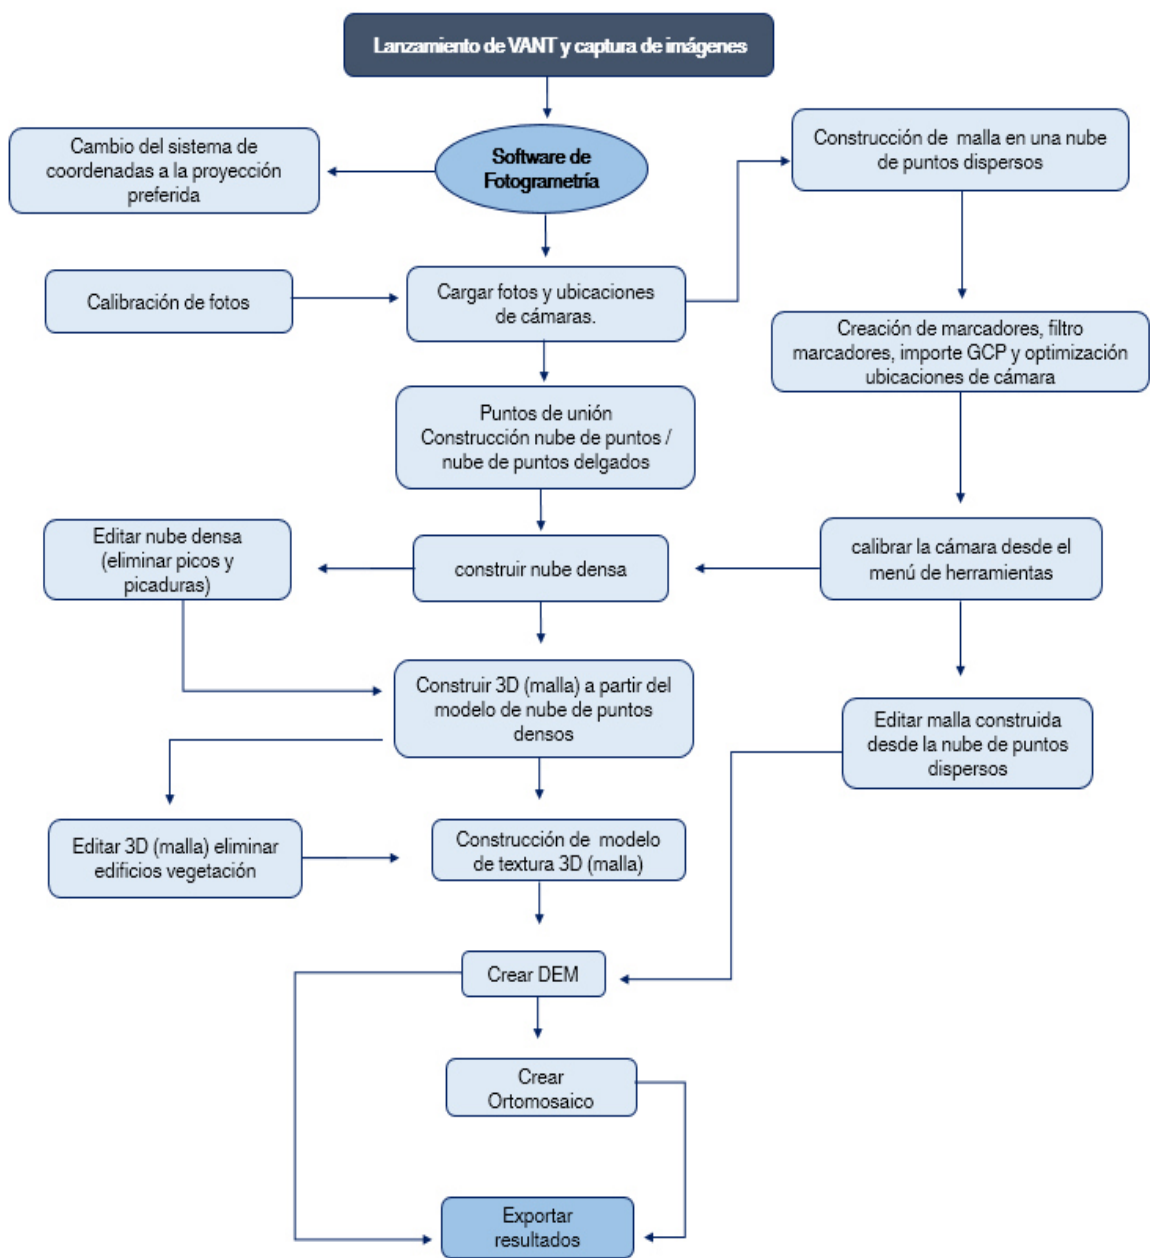 Lanzamiento de VANT y captura de imágenes
Cambio del sistema de
coordenadas a la proyección
preferida
Software de
Fotogrametría
Construcción de malla en una nube
de puntos dispersos
Calibración de fotos
Cargar fotos y ubicaciones
de cámaras.
Creación de marcadores, filtro
marcadores, importe GCP y optimización
ubicaciones de cámara
Puntos de unión
Construcción nube de puntos /
nube de puntos delgados
Editar nube densa
(eliminar picos y
picaduras)
construir nube densa
calibrar la cámara desde el
menú de herramientas
Construir 3D (malla) a partir del
modelo de nube de puntos
densos
Editar malla construida
desde la nube de puntos
dispersos
Editar 3D (malla) eliminar
edificios vegetación
Construcción de modelo
de textura 3D (malla)
Crear DEM
Crear
Ortomosaico
Exportar
resultados